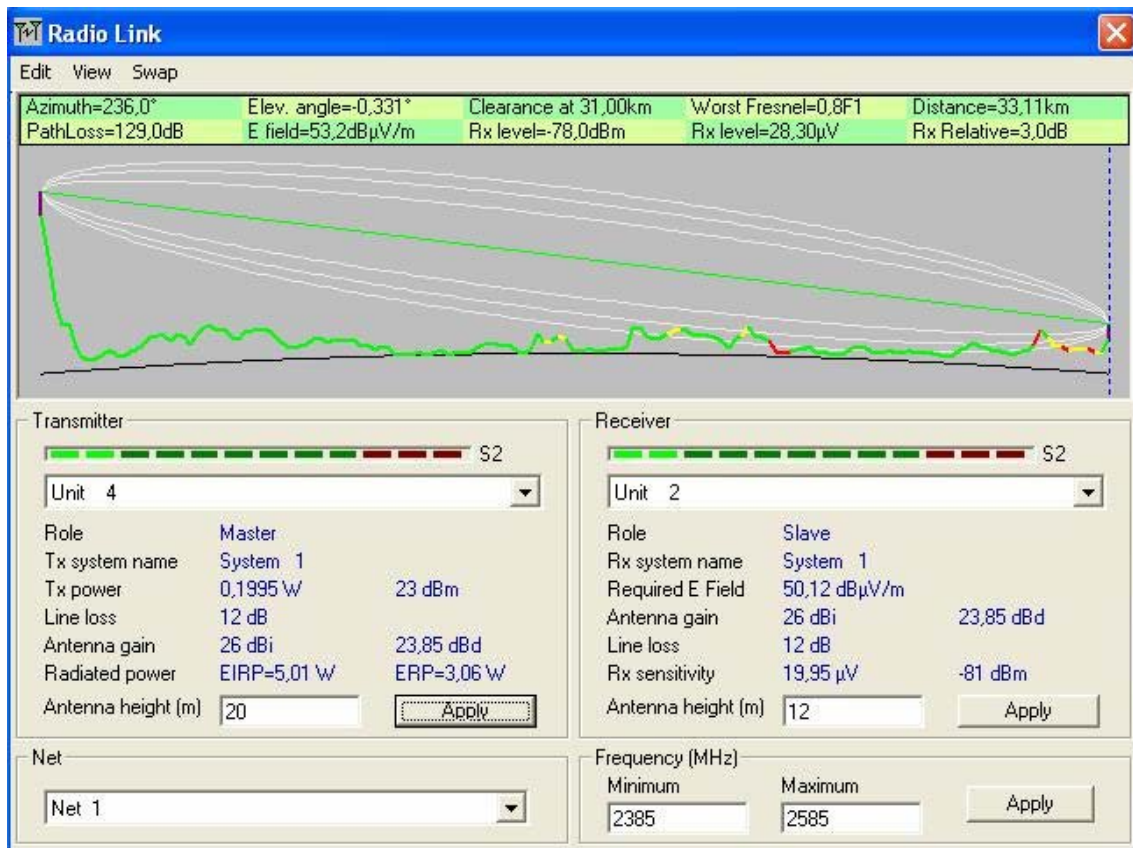 Radio Link
Edit View Swap
Azimuth=236,0° Elev. angle=-0,331° Clearance at 31,00km Worst Fresnel=0,8F1 Distance=33,11km
PathLoss=129,0dB E field=53,2dBµV/m Rx level=-78,0dBm Rx level=28,30µV Rx Relative=3,0dB
Transmitter
S2
Unit 4
Role Master
Tx system name System 1
Tx power 0,1995 W 23 dBm
Line loss 12 dB
Antenna gain 26 dBi 23,85 dBd
Radiated power EIRP=5,01 W ERP=3,06 W
Antenna height (m) 20 Apply
Receiver
S2
Unit 2
Role Slave
Rx system name System 1
Required E Field 50,12 dBµV/m
Antenna gain 26 dBi 23,85 dBd
Line loss 12 dB
Rx sensitivity 19,95 µV -81 dBm
Antenna height (m) 12 Apply
Net
Net 1
Frequency (MHz)
Minimum Maximum
2385 2585 Apply